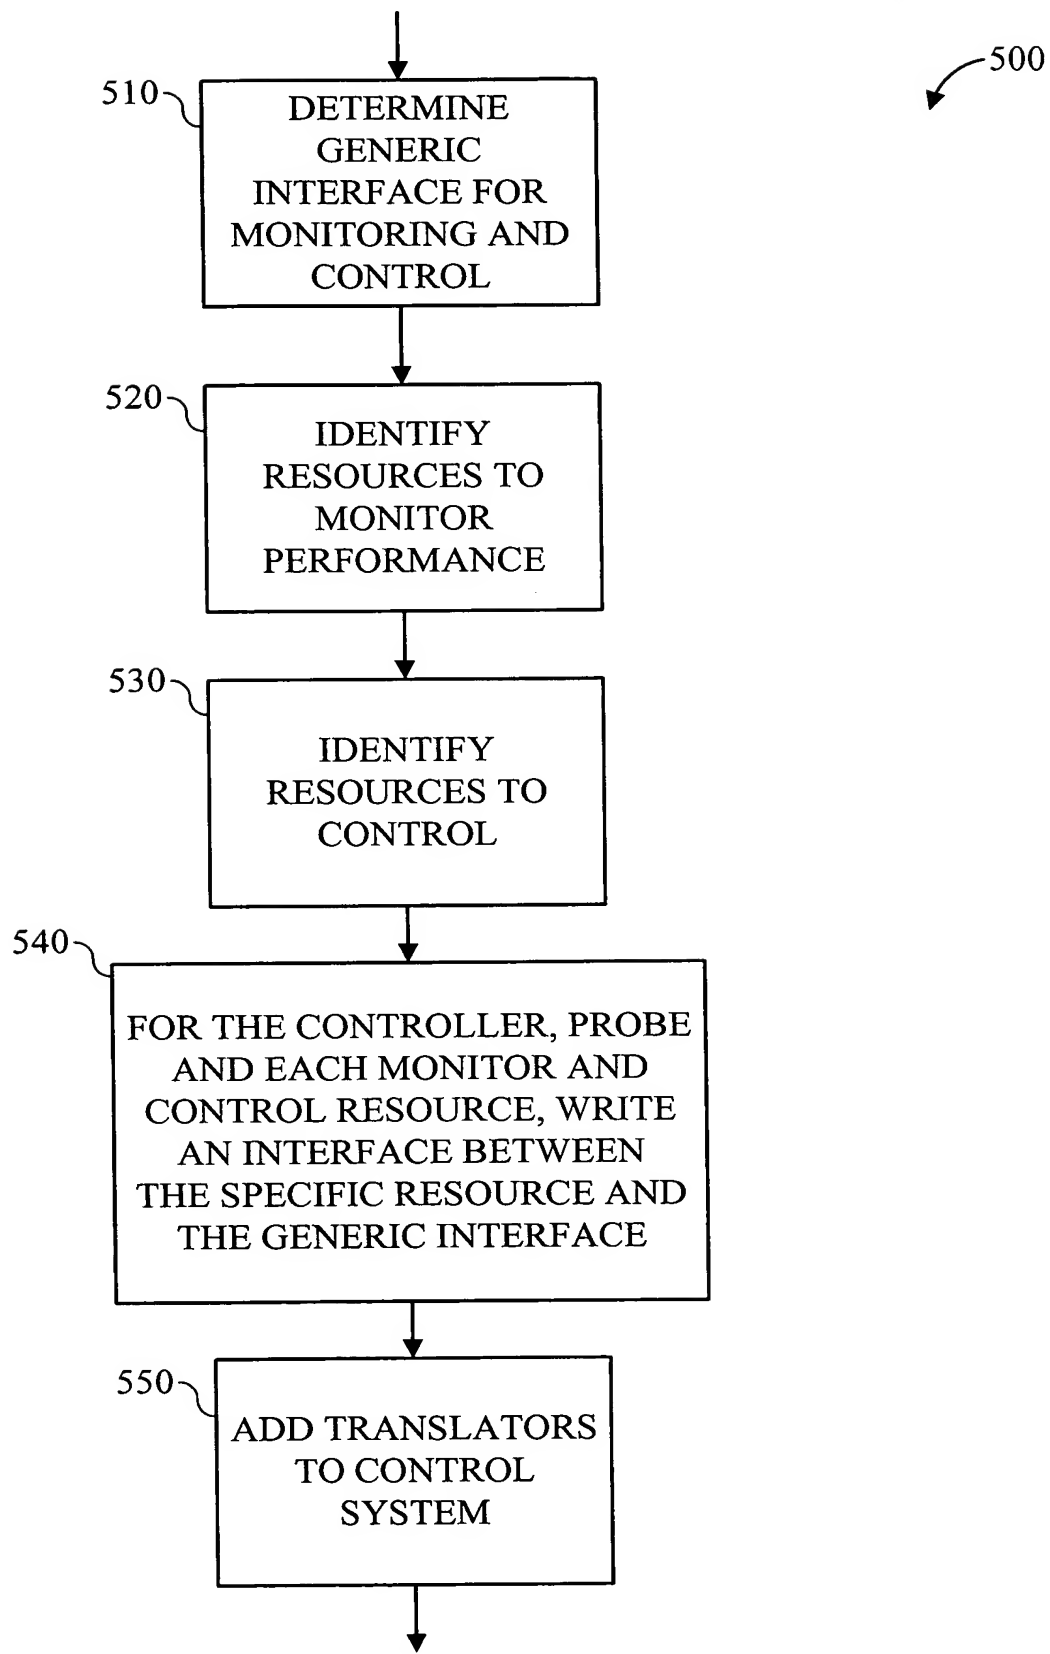 500
510
DETERMINE
GENERIC
INTERFACE FOR
MONITORING AND
CONTROL
520
IDENTIFY
RESOURCES TO
MONITOR
PERFORMANCE
530
IDENTIFY
RESOURCES TO
CONTROL
540
FOR THE CONTROLLER, PROBE
AND EACH MONITOR AND
CONTROL RESOURCE, WRITE
AN INTERFACE BETWEEN
THE SPECIFIC RESOURCE AND
THE GENERIC INTERFACE
550
ADD TRANSLATORS
TO CONTROL
SYSTEM